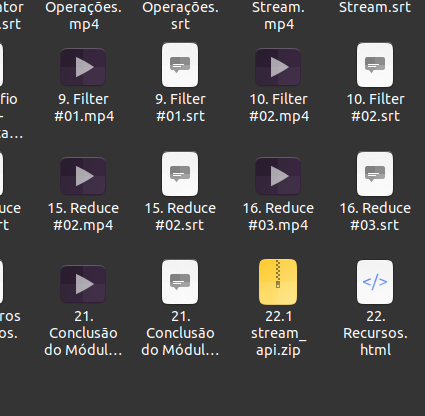 ator Operações. Operações. Stream. Stream.srt
.srt mp4 srt mp4
fio 9. Filter 9. Filter 10. Filter 10. Filter
- #01.mp4 #01.srt #02.mp4 #02.srt
ta...
uce 15. Reduce 15. Reduce 16. Reduce 16. Reduce
rt #02.mp4 #02.srt #03.mp4 #03.srt
</>
ros 21. 21. 22.1 22.
os. Conclusão Conclusão stream_ Recursos.
do Módul... do Módul... api.zip html